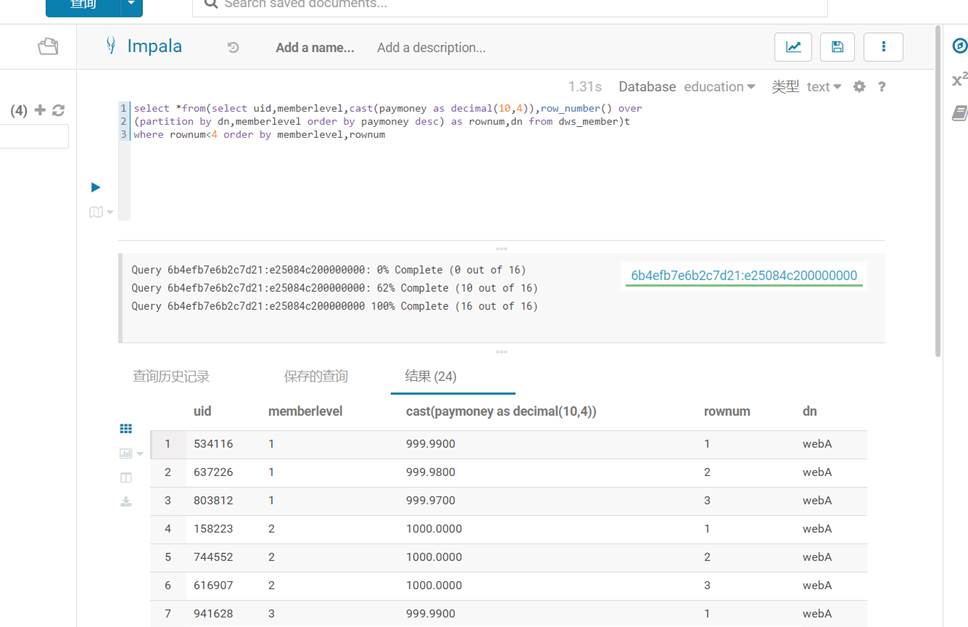 查询
Search saved documents...
Impala
Add a name...
Add a description...
(4)
1.31s
Database education
类型 text
?
x²
1 select *from(select uid,memberlevel,cast(paymoney as decimal(10,4)),row_number() over
2 (partition by dn,memberlevel order by paymoney desc) as rownum,dn from dws_member)t
3 where rownum<4 order by memberlevel,rownum
Query 6b4efb7e6b2c7d21:e25084c200000000: 0% Complete (0 out of 16)
6b4efb7e6b2c7d21:e25084c200000000
Query 6b4efb7e6b2c7d21:e25084c200000000: 62% Complete (10 out of 16)
Query 6b4efb7e6b2c7d21:e25084c200000000 100% Complete (16 out of 16)
查询历史记录 保存的查询 结果 (24)
uid memberlevel cast(paymoney as decimal(10,4)) rownum dn
1 534116 1 999.9900 1 webA
2 637226 1 999.9800 2 webA
3 803812 1 999.9700 3 webA
4 158223 2 1000.0000 1 webA
5 744552 2 1000.0000 2 webA
6 616907 2 1000.0000 3 webA
7 941628 3 999.9900 1 webA